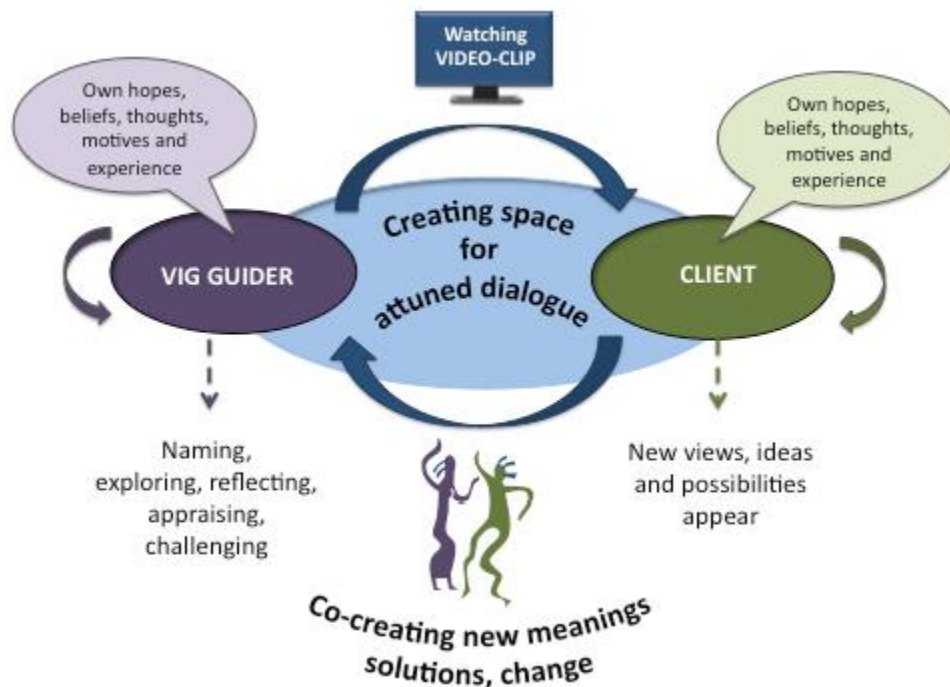 Watching
VIDEO-CLIP
Own hopes,
beliefs, thoughts,
motives and
experience
Own hopes,
beliefs, thoughts,
motives and
experience
Creating space
for
attuned dialogue
VIG GUIDER
CLIENT
Naming,
exploring, reflecting,
appraising,
challenging
New views, ideas
and possibilities
appear
Co-creating new meanings
solutions, change